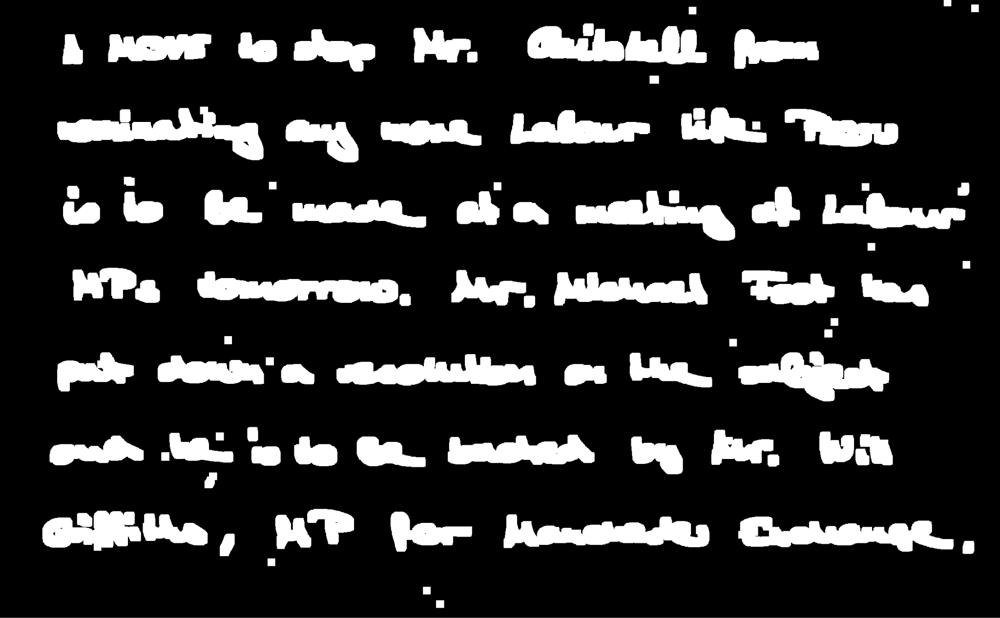 A MOVE to stop Mr. Gaitskell from
nominating any more Labour life Peers
is to be made at a meeting of Labour
MPs tomorrow. Mr. Michael Foot has
put down a resolution on the subject
and he is to be backed by Mr. Will
Griffiths, MP for Manchester Exchange.